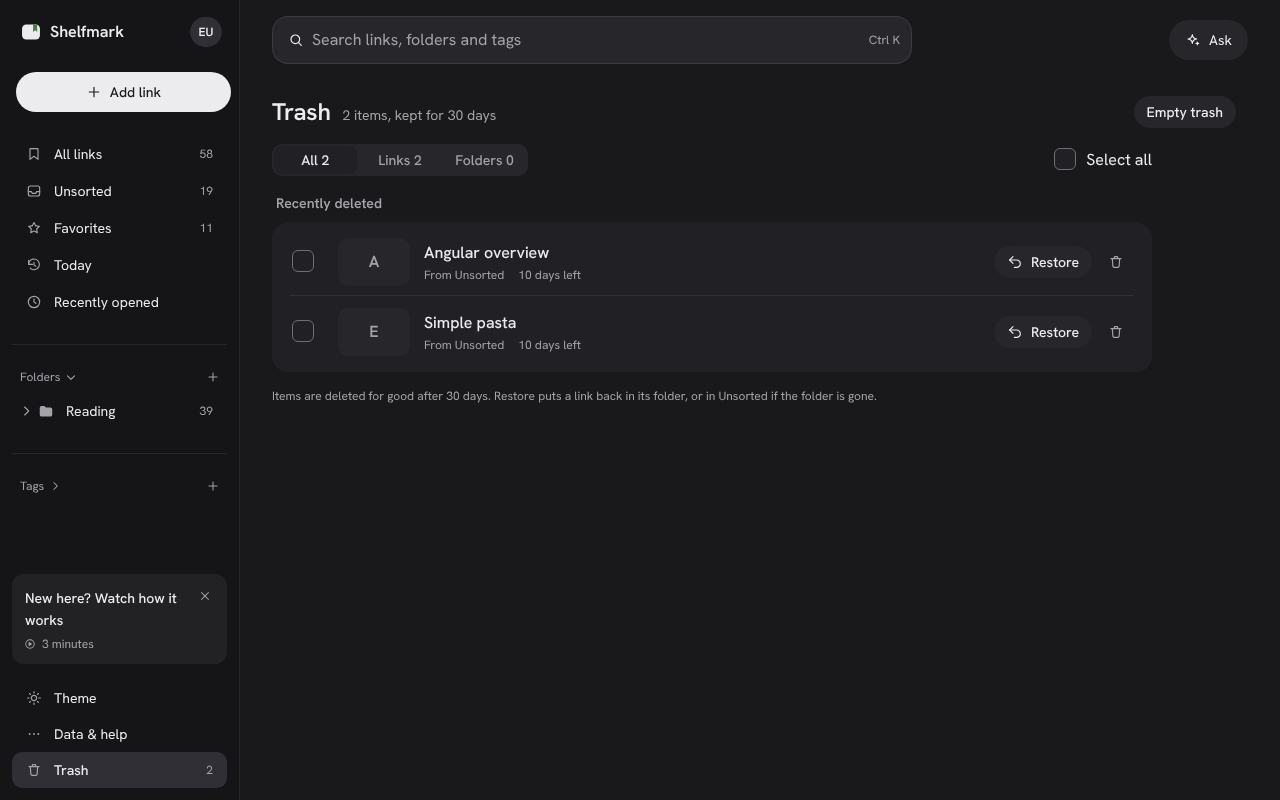 Shelfmark
EU
Add link
All links 58
Unsorted 19
Favorites 11
Today
Recently opened
Folders
Reading 39
Tags
New here? Watch how it
works
3 minutes
Theme
Data & help
Trash 2
Search links, folders and tags Ctrl K
Ask
Trash 2 items, kept for 30 days
Empty trash
All 2 Links 2 Folders 0
Select all
Recently deleted
A
Angular overview
From Unsorted 10 days left
Restore
E
Simple pasta
From Unsorted 10 days left
Restore
Items are deleted for good after 30 days. Restore puts a link back in its folder, or in Unsorted if the folder is gone.